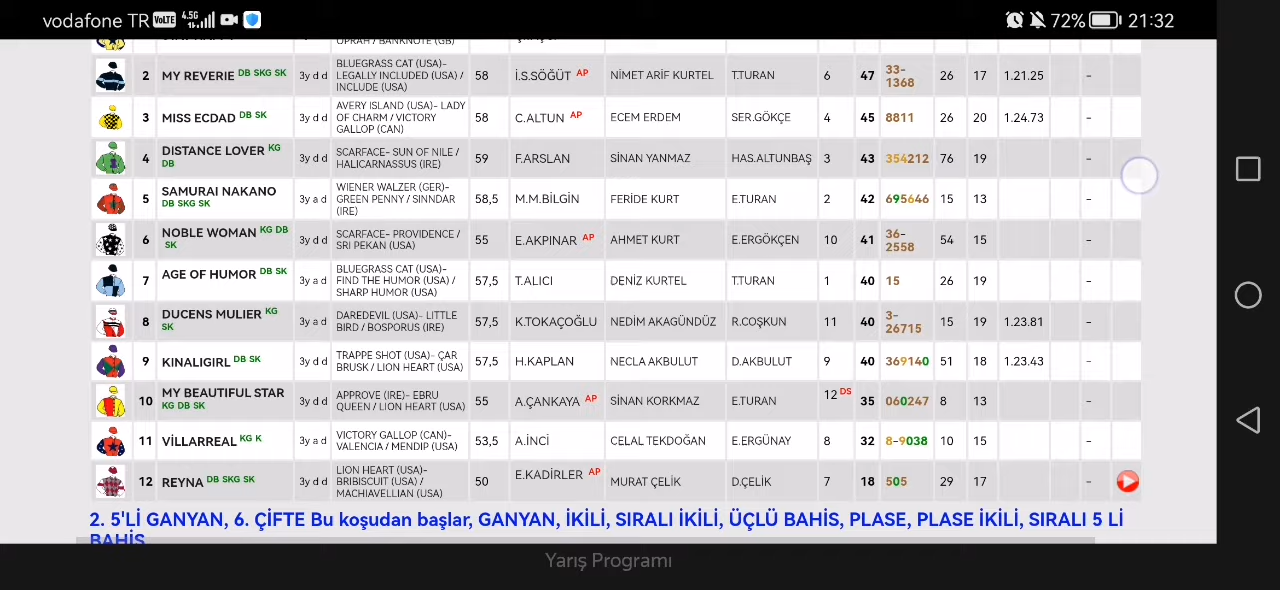 vodafone TR VoLTE 4.5G 72% 21:32
UPRAH / BANKNOTE (GB)
2 MY REVERIE DB SKG SK 3y d d BLUEGRASS CAT (USA)- LEGALLY INCLUDED (USA) / INCLUDE (USA) 58 İ.S.SÖĞÜT AP NİMET ARİF KURTEL T.TURAN 6 47 33-1368 26 17 1.21.25 -
3 MISS ECDAD DB SK 3y d d AVERY ISLAND (USA)- LADY OF CHARM / VICTORY GALLOP (CAN) 58 C.ALTUN AP ECEM ERDEM SER.GÖKÇE 4 45 8811 26 20 1.24.73 -
4 DISTANCE LOVER KG DB 3y d d SCARFACE- SUN OF NILE / HALICARNASSUS (IRE) 59 F.ARSLAN SİNAN YANMAZ HAS.ALTUNBAŞ 3 43 354212 76 19 -
5 SAMURAI NAKANO DB SKG SK 3y a d WIENER WALZER (GER)- GREEN PENNY / SINNDAR (IRE) 58,5 M.M.BİLGİN FERİDE KURT E.TURAN 2 42 695646 15 13 -
6 NOBLE WOMAN KG DB SK 3y d d SCARFACE- PROVIDENCE / SRI PEKAN (USA) 55 E.AKPINAR AP AHMET KURT E.ERGÖKÇEN 10 41 36-2558 54 15 -
7 AGE OF HUMOR DB SK 3y a d BLUEGRASS CAT (USA)- FIND THE HUMOR (USA) / SHARP HUMOR (USA) 57,5 T.ALICI DENİZ KURTEL T.TURAN 1 40 15 26 19 -
8 DUCENS MULIER KG SK 3y a d DAREDEVIL (USA)- LITTLE BIRD / BOSPORUS (IRE) 57,5 K.TOKAÇOĞLU NEDİM AKAGÜNDÜZ R.COŞKUN 11 40 3-26715 15 19 1.23.81 -
9 KINALIGIRL DB SK 3y d d TRAPPE SHOT (USA)- ÇAR BRUSK / LION HEART (USA) 57,5 H.KAPLAN NECLA AKBULUT D.AKBULUT 9 40 369140 51 18 1.23.43 -
10 MY BEAUTIFUL STAR KG DB SK 3y d d APPROVE (IRE)- EBRU QUEEN / LION HEART (USA) 55 A.ÇANKAYA AP SİNAN KORKMAZ E.TURAN 12 DS 35 060247 8 13 -
11 VİLLARREAL KG K 3y a d VICTORY GALLOP (CAN)- VALENCIA / MENDIP (USA) 53,5 A.İNCİ CELAL TEKDOĞAN E.ERGÜNAY 8 32 8-9038 10 15 -
12 REYNA DB SKG SK 3y d d LION HEART (USA)- BRIBISCUIT (USA) / MACHIAVELLIAN (USA) 50 E.KADİRLER AP MURAT ÇELİK D.ÇELİK 7 18 505 29 17 -
2. 5'Lİ GANYAN, 6. ÇİFTE Bu koşudan başlar, GANYAN, İKİLİ, SIRALI İKİLİ, ÜÇLÜ BAHİS, PLASE, PLASE İKİLİ, SIRALI 5 Lİ
BAHİS
Yarış Programı